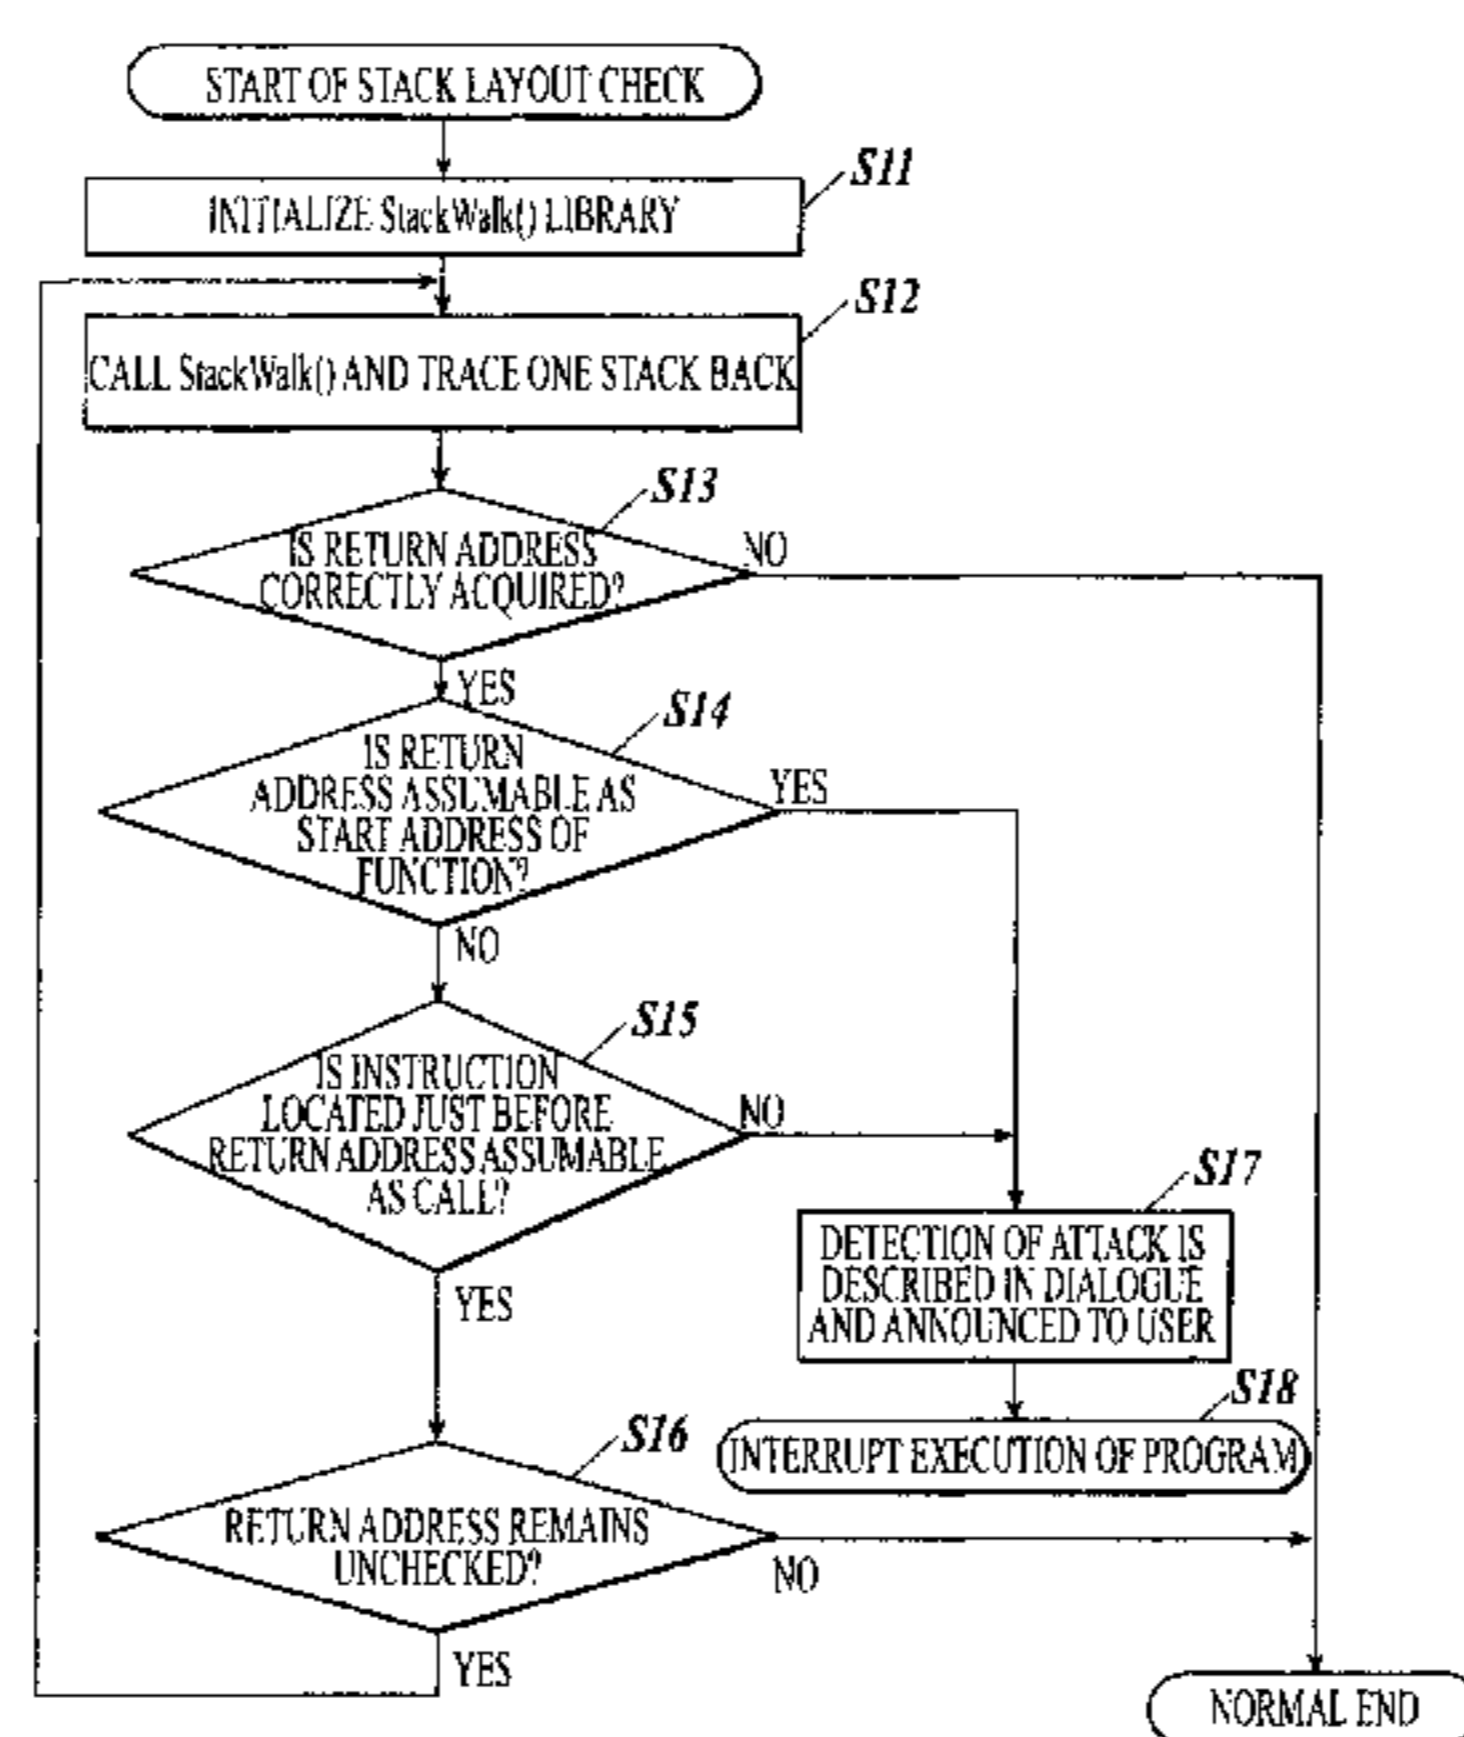 START OF STACK LAYOUT CHECK
S11
INITIALIZE StackWalk() LIBRARY
S12
CALL StackWalk() AND TRACE ONE STACK BACK
S13
IS RETURN ADDRESS
CORRECTLY ACQUIRED?
NO
YES
S14
IS RETURN
ADDRESS ASSUMABLE AS
START ADDRESS OF
FUNCTION?
YES
NO
S15
IS INSTRUCTION
LOCATED JUST BEFORE
RETURN ADDRESS ASSUMABLE
AS CALL?
NO
YES
S17
DETECTION OF ATTACK IS
DESCRIBED IN DIALOGUE
AND ANNOUNCED TO USER
S18
INTERRUPT EXECUTION OF PROGRAM
S16
RETURN ADDRESS REMAINS
UNCHECKED?
NO
YES
NORMAL END